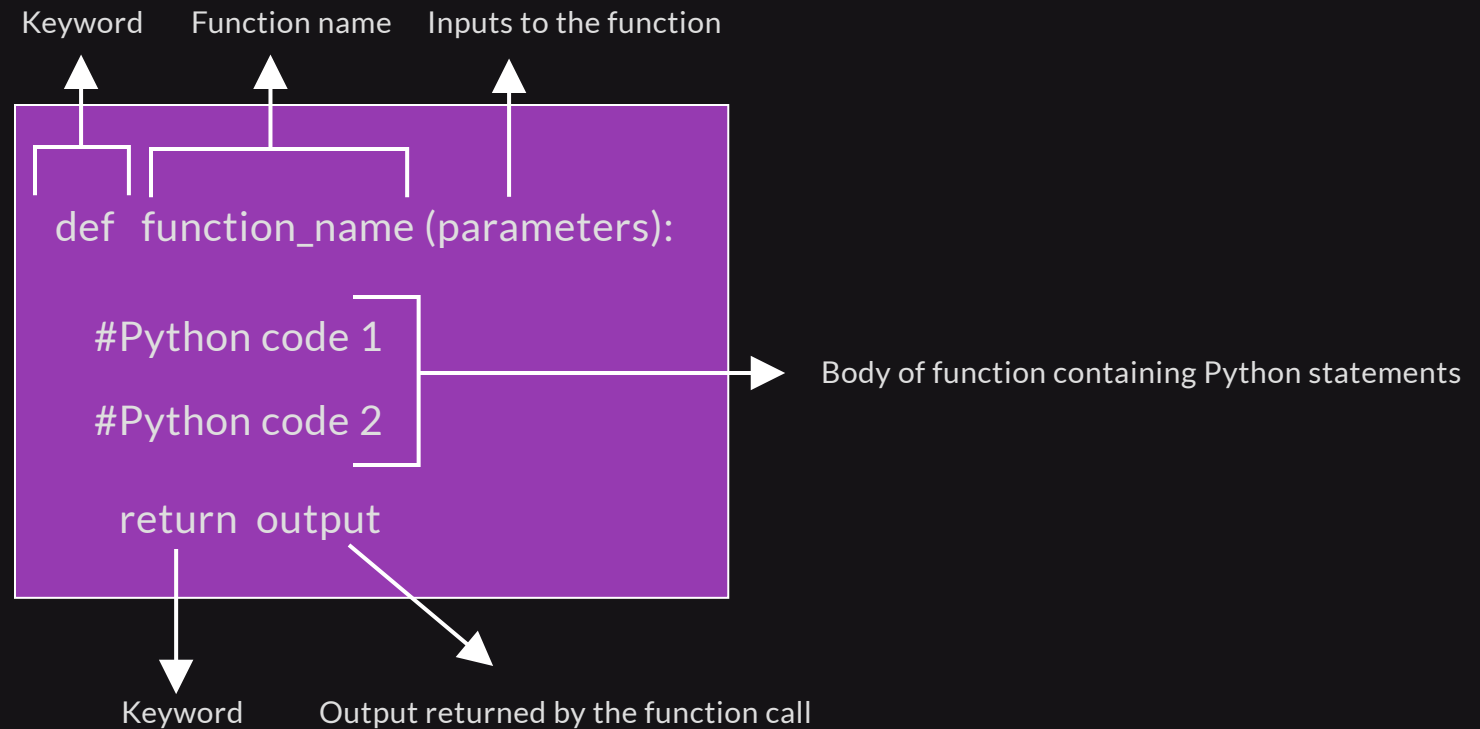 Keyword Function name Inputs to the function
def function_name (parameters):
#Python code 1
Body of function containing Python statements
#Python code 2
return output
Keyword Output returned by the function call